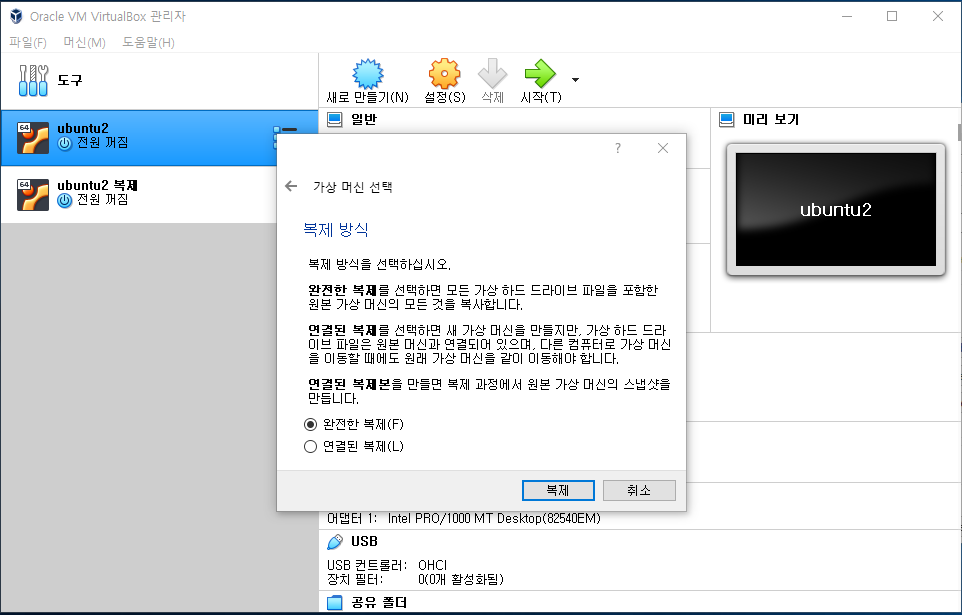 Oracle VM VirtualBox 관리자
파일(F) 머신(M) 도움말(H)
도구
새로 만들기(N) 설정(S) 삭제 시작(T)
64 ubuntu2
전원 꺼짐
64 ubuntu2 복제
전원 꺼짐
일반
미리 보기
ubuntu2
?
가상 머신 선택
복제 방식
복제 방식을 선택하십시오.
완전한 복제를 선택하면 모든 가상 하드 드라이브 파일을 포함한
원본 가상 머신의 모든 것을 복사합니다.
연결된 복제를 선택하면 새 가상 머신을 만들지만, 가상 하드 드라
이브 파일은 원본 머신과 연결되어 있으며, 다른 컴퓨터로 가상 머신
을 이동할 때에도 원래 가상 머신을 같이 이동해야 합니다.
연결된 복제본을 만들면 복제 과정에서 원본 가상 머신의 스냅샷을
만듭니다.
완전한 복제(F)
연결된 복제(L)
복제 취소
어댑터 1: Intel PRO/1000 MT Desktop(82540EM)
USB
USB 컨트롤러: OHCI
장치 필터: 0(0개 활성화됨)
공유 폴더